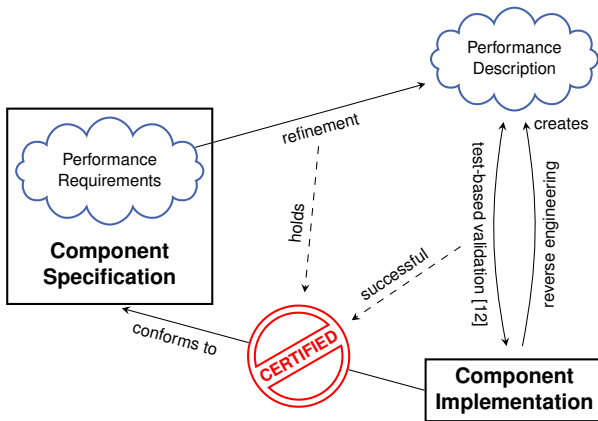 Performance
Description
creates
refinement
Performance
Requirements
Component
Specification
holds
successful
test-based validation [12]
reverse engineering
conforms to
CERTIFIED
Component
Implementation